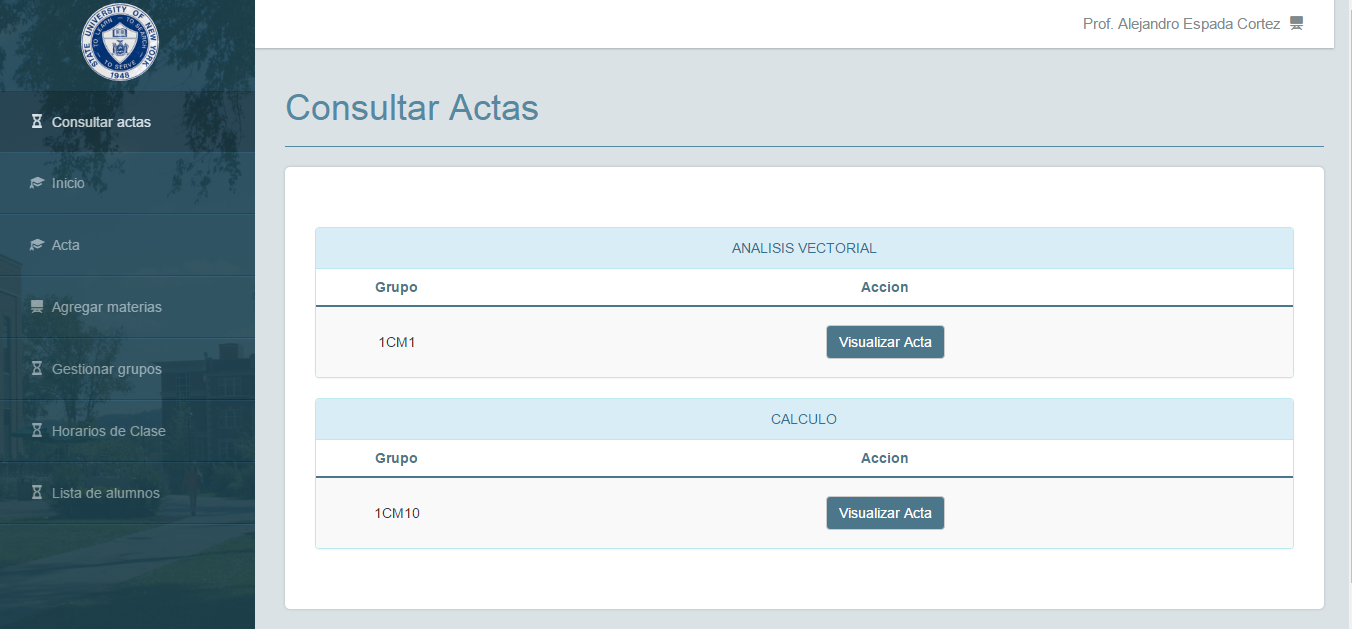 STATE UNIVERSITY OF NEW YORK
TO LEARN — TO SEARCH
TO SERVE
1948
Prof. Alejandro Espada Cortez
Consultar actas
Inicio
Acta
Agregar materias
Gestionar grupos
Horarios de Clase
Lista de alumnos
Consultar Actas
ANALISIS VECTORIAL
Grupo Accion
1CM1 Visualizar Acta
CALCULO
Grupo Accion
1CM10 Visualizar Acta